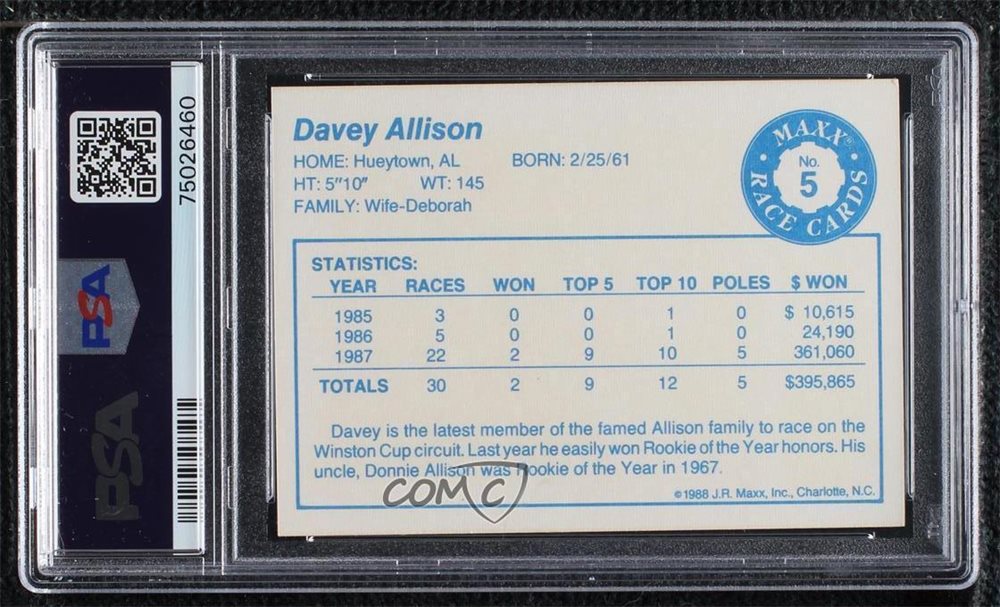 75026460
PSA
PSA
Davey Allison
HOME: Hueytown, AL BORN: 2/25/61
HT: 5"10" WT: 145
FAMILY: Wife-Deborah
MAXX® RACE CARDS
No.
5
STATISTICS:
YEAR RACES WON TOP 5 TOP 10 POLES $ WON
1985 3 0 0 1 0 $ 10,615
1986 5 0 0 1 0 24,190
1987 22 2 9 10 5 361,060
TOTALS 30 2 9 12 5 $395,865
Davey is the latest member of the famed Allison family to race on the
Winston Cup circuit. Last year he easily won Rookie of the Year honors. His
uncle, Donnie Allison was Rookie of the Year in 1967.
©1988 J.R. Maxx, Inc., Charlotte, N.C.
COMC